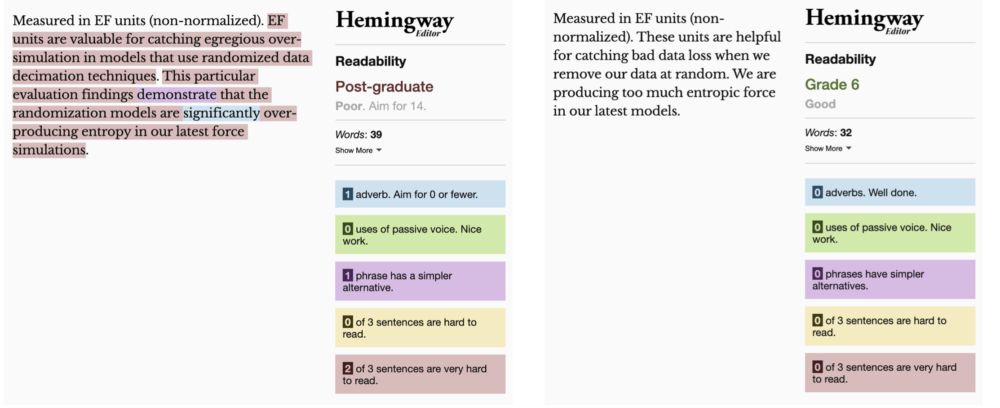 Measured in EF units (non-normalized). EF
units are valuable for catching egregious over-
simulation in models that use randomized data
decimation techniques. This particular
evaluation findings demonstrate that the
randomization models are significantly over-
producing entropy in our latest force
simulations.
Hemingway
Editor
Readability
Post-graduate
Poor. Aim for 14.
Words: 39
Show More
1 adverb. Aim for 0 or fewer.
0 uses of passive voice. Nice
work.
1 phrase has a simpler
alternative.
0 of 3 sentences are hard to
read.
2 of 3 sentences are very hard
to read.
Measured in EF units (non-
normalized). These units are helpful
for catching bad data loss when we
remove our data at random. We are
producing too much entropic force
in our latest models.
Hemingway
Editor
Readability
Grade 6
Good
Words: 32
Show More
0 adverbs. Well done.
0 uses of passive voice. Nice
work.
0 phrases have simpler
alternatives.
0 of 3 sentences are hard to
read.
0 of 3 sentences are very hard
to read.